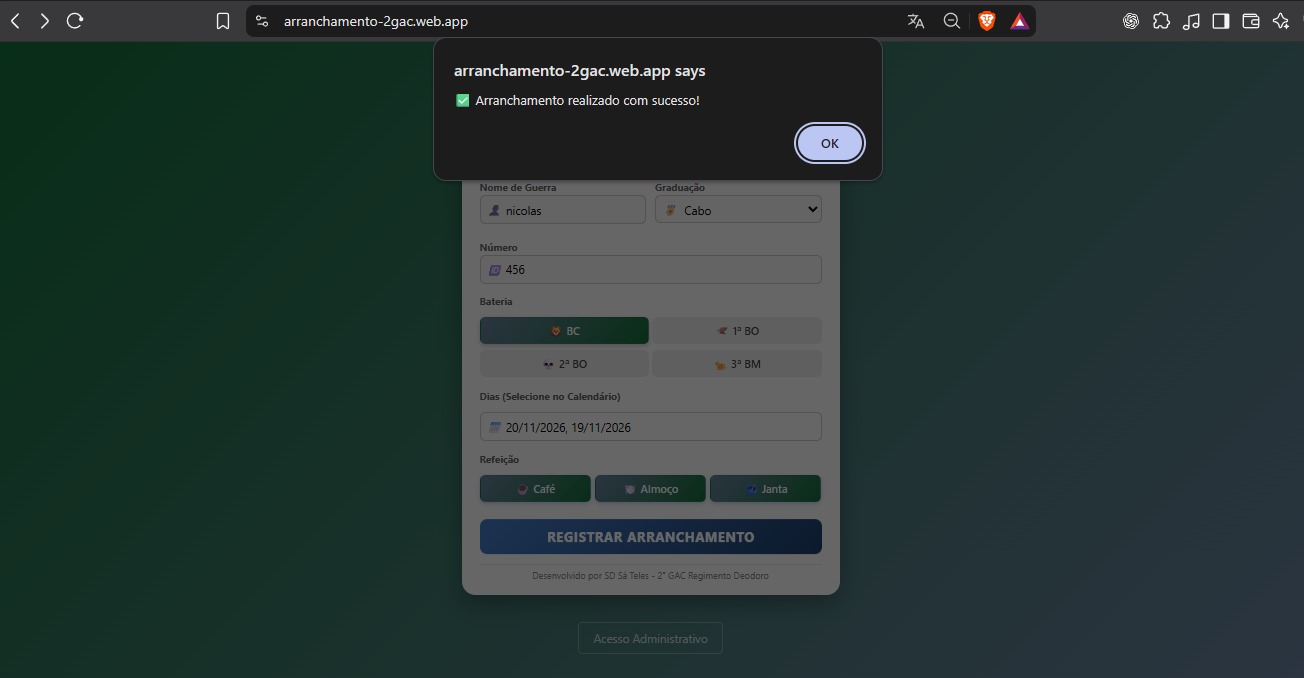 arranchamento-2gac.web.app
arranchamento-2gac.web.app says
✅ Arranchamento realizado com sucesso!
OK
Nome de Guerra Graduação
nicolas Cabo
Número
456
Bateria
BC 1ª BO
2ª BO 3ª BM
Dias (Selecione no Calendário)
20/11/2026, 19/11/2026
Refeição
Café Almoço Janta
REGISTRAR ARRANCHAMENTO
Desenvolvido por SD Sá Teles - 2° GAC Regimento Deodoro
Acesso Administrativo